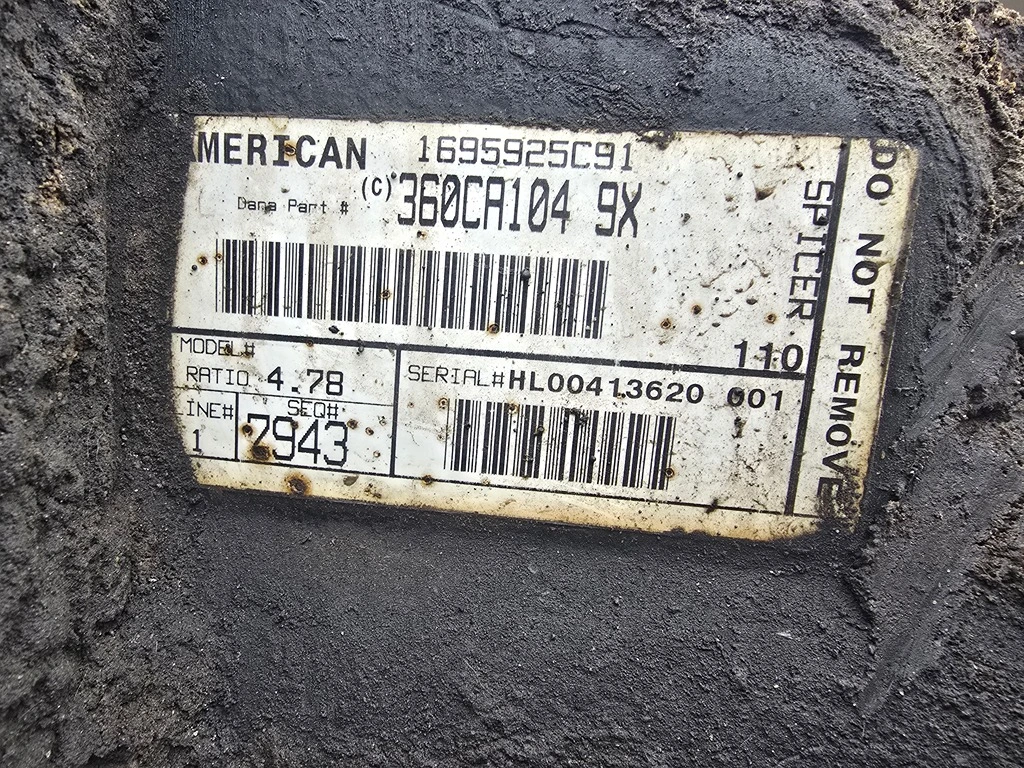 MERICAN 1695925C91
Dana Part # (C) 360CA104 9X
SPICER
DO NOT REMOVE
110
MODEL#
RATIO 4.78
SERIAL# HL00413620 001
LINE# SEQ#
1 7943